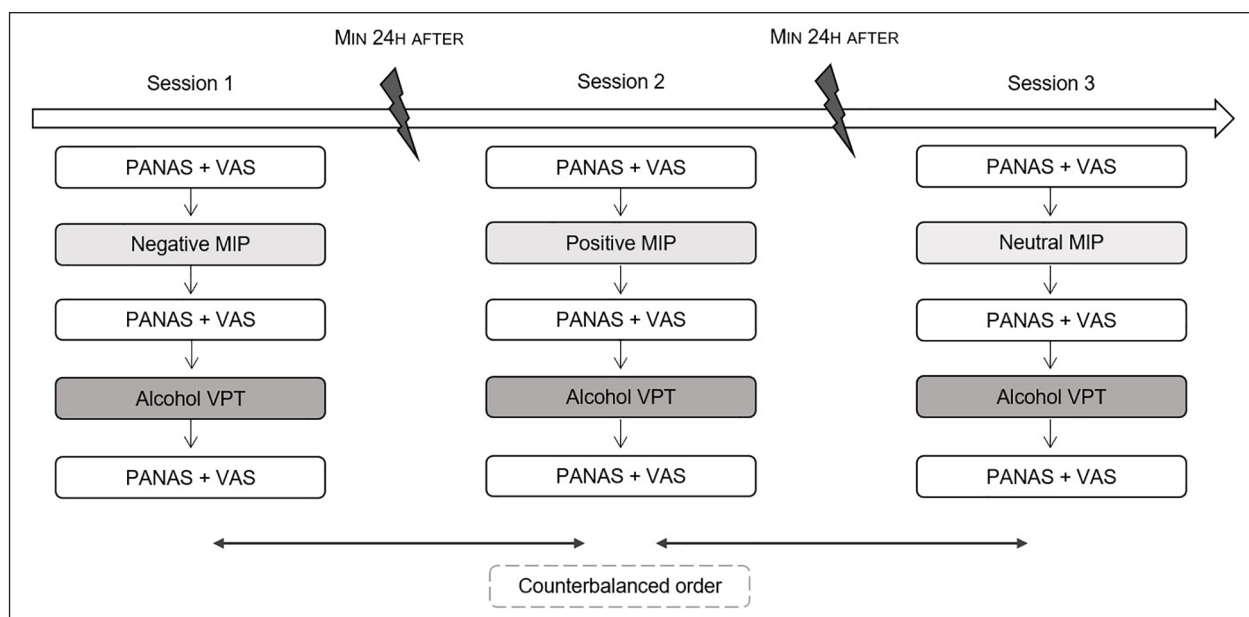 MIN 24H AFTER
MIN 24H AFTER
Session 1
Session 2
Session 3
PANAS + VAS
PANAS + VAS
PANAS + VAS
Negative MIP
Positive MIP
Neutral MIP
PANAS + VAS
PANAS + VAS
PANAS + VAS
Alcohol VPT
Alcohol VPT
Alcohol VPT
PANAS + VAS
PANAS + VAS
PANAS + VAS
Counterbalanced order